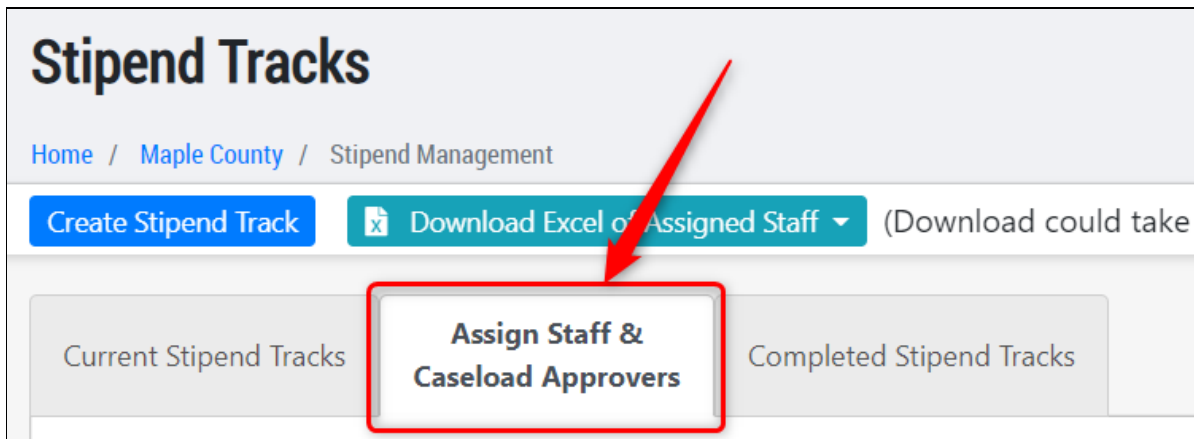 Stipend Tracks
Home / Maple County / Stipend Management
Create Stipend Track Download Excel of Assigned Staff (Download could take
Current Stipend Tracks
Assign Staff &
Caseload Approvers
Completed Stipend Tracks